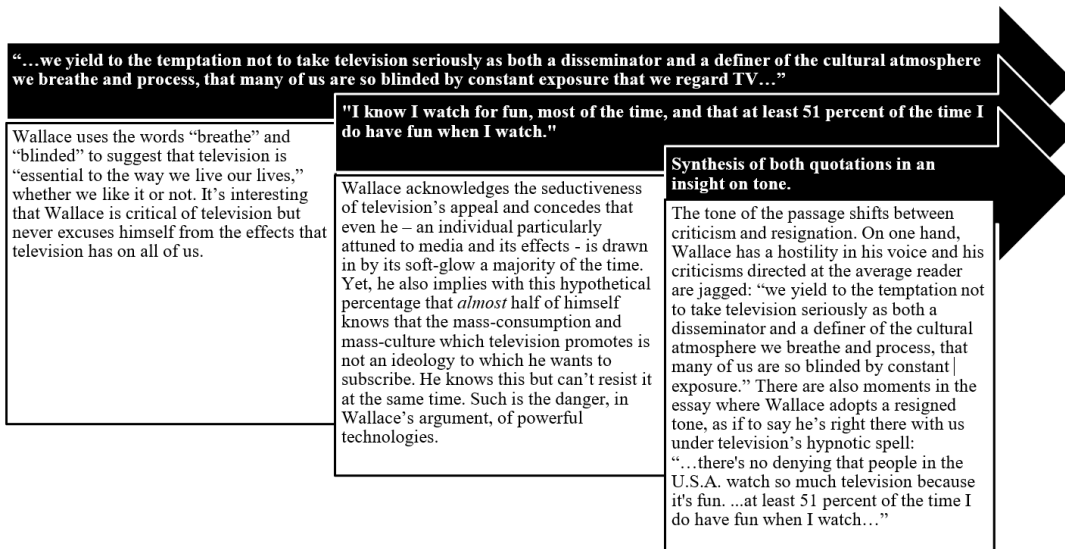 “…we yield to the temptation not to take television seriously as both a disseminator and a definer of the cultural atmosphere
we breathe and process, that many of us are so blinded by constant exposure that we regard TV…”
Wallace uses the words “breathe” and
“blinded” to suggest that television is
“essential to the way we live our lives,”
whether we like it or not. It’s interesting
that Wallace is critical of television but
never excuses himself from the effects that
television has on all of us.
"I know I watch for fun, most of the time, and that at least 51 percent of the time I
do have fun when I watch."
Wallace acknowledges the seductiveness
of television’s appeal and concedes that
even he – an individual particularly
attuned to media and its effects - is drawn
in by its soft-glow a majority of the time.
Yet, he also implies with this hypothetical
percentage that almost half of himself
knows that the mass-consumption and
mass-culture which television promotes is
not an ideology to which he wants to
subscribe. He knows this but can’t resist it
at the same time. Such is the danger, in
Wallace’s argument, of powerful
technologies.
Synthesis of both quotations in an
insight on tone.
The tone of the passage shifts between
criticism and resignation. On one hand,
Wallace has a hostility in his voice and his
criticisms directed at the average reader
are jagged: “we yield to the temptation not
to take television seriously as both a
disseminator and a definer of the cultural
atmosphere we breathe and process, that
many of us are so blinded by constant
exposure.” There are also moments in the
essay where Wallace adopts a resigned
tone, as if to say he’s right there with us
under television’s hypnotic spell:
“…there's no denying that people in the
U.S.A. watch so much television because
it's fun. ...at least 51 percent of the time I
do have fun when I watch…”